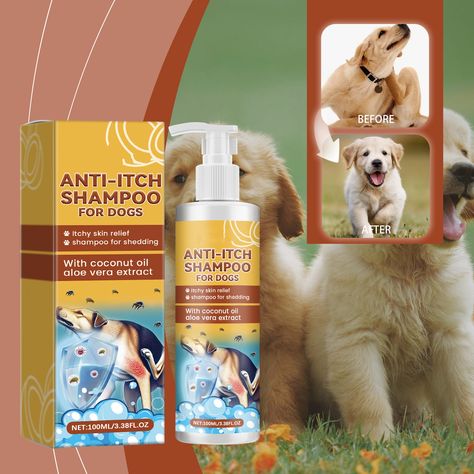 ANTI-ITCH
SHAMPOO
FOR DOGS
Itchy skin relief
shampoo for shedding
With coconut oil
aloe vera extract
NET:100ML/3.38FL.OZ
ANTI-ITCH
SHAMPOO
FOR DOGS
Itchy skin relief
shampoo for shedding
With coconut oil
aloe vera extract
NET:100ML/3.38FL.OZ
BEFORE
AFTER